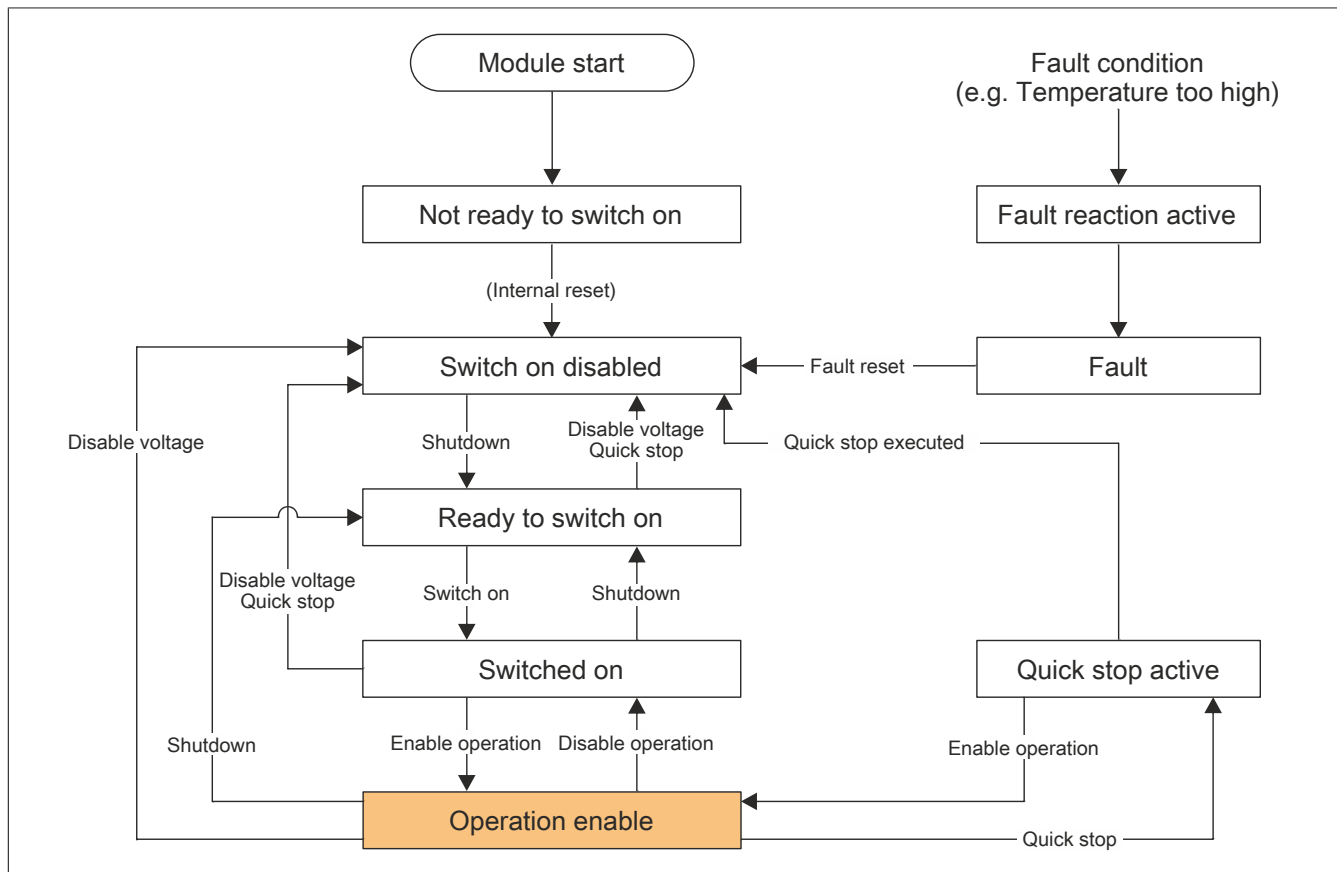 Module start
Fault condition
(e.g. Temperature too high)
Not ready to switch on
Fault reaction active
(Internal reset)
Switch on disabled
Fault reset
Fault
Disable voltage
Shutdown
Disable voltage
Quick stop
Quick stop executed
Ready to switch on
Disable voltage
Quick stop
Switch on
Shutdown
Switched on
Quick stop active
Shutdown
Enable operation
Disable operation
Enable operation
Operation enable
Quick stop